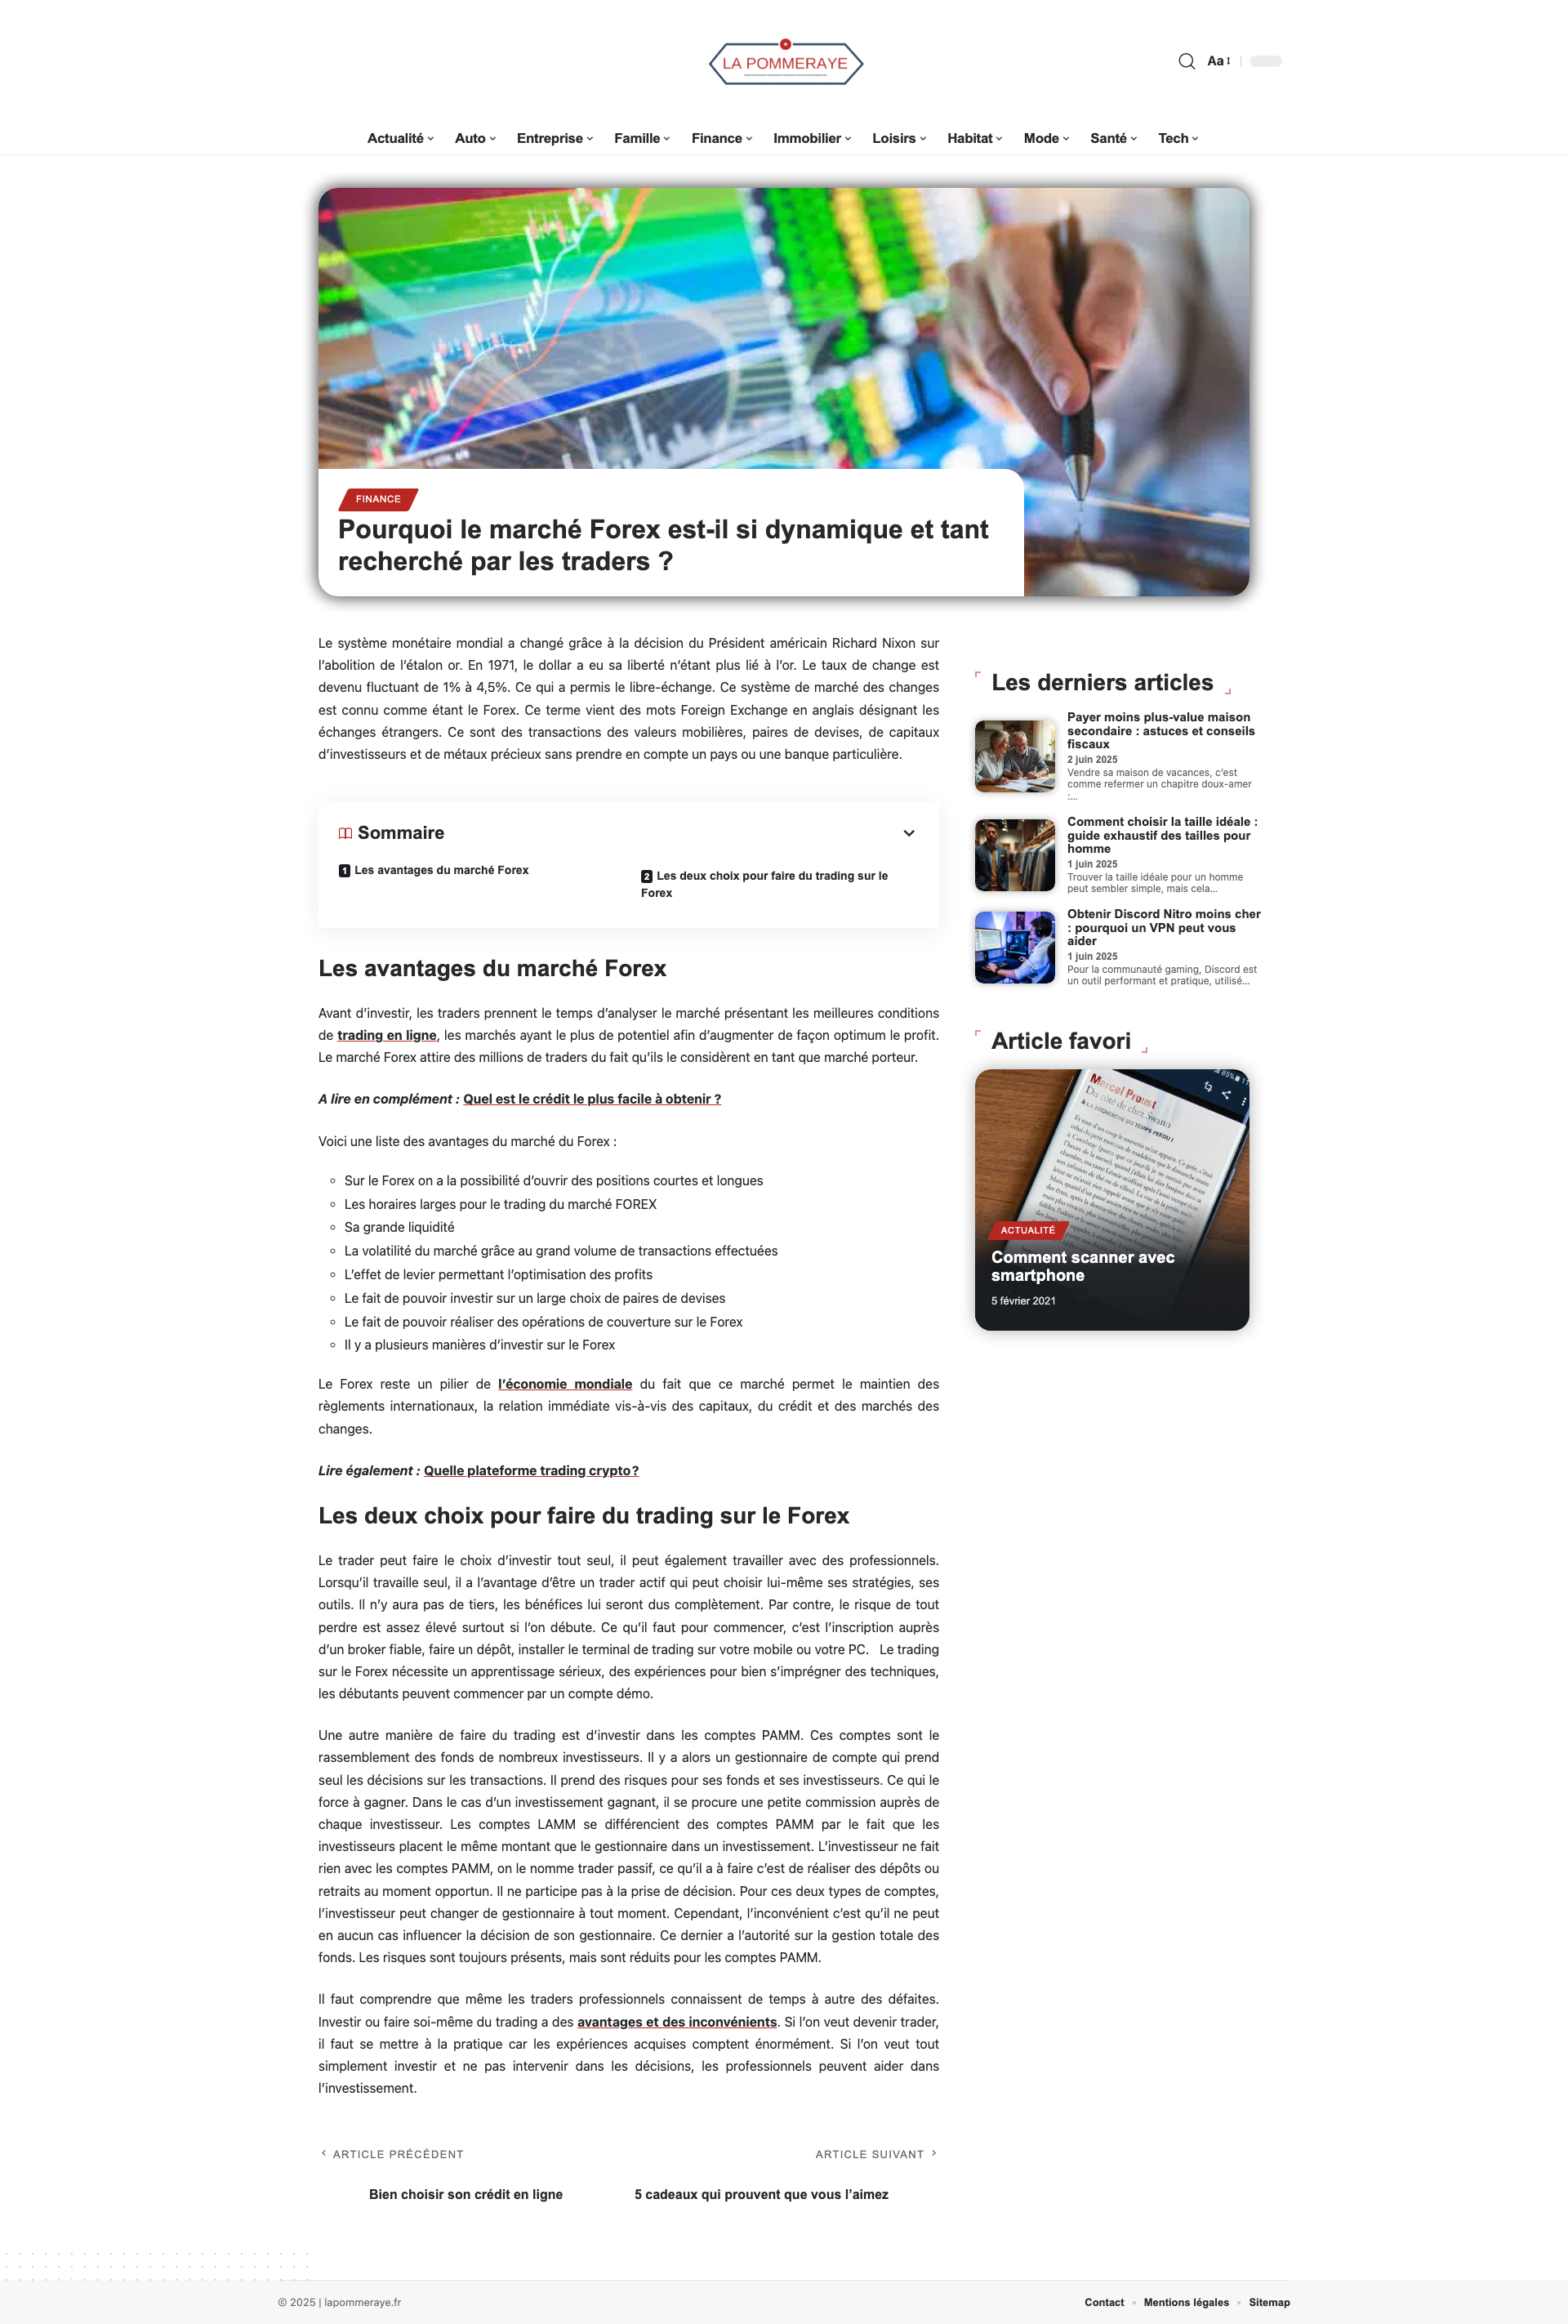 LA POMMERAYE
Aa
Actualité
Auto
Entreprise
Famille
Finance
Immobilier
Loisirs
Habitat
Mode
Santé
Tech
FINANCE
Pourquoi le marché Forex est-il si dynamique et tant
recherché par les traders ?
Le système monétaire mondial a changé grâce à la décision du Président américain Richard Nixon sur
l’abolition de l’étalon or. En 1971, le dollar a eu sa liberté n’étant plus lié à l’or. Le taux de change est
devenu fluctuant de 1% à 4,5%. Ce qui a permis le libre-échange. Ce système de marché des changes
est connu comme étant le Forex. Ce terme vient des mots Foreign Exchange en anglais désignant les
échanges étrangers. Ce sont des transactions des valeurs mobilières, paires de devises, de capitaux
d’investisseurs et de métaux précieux sans prendre en compte un pays ou une banque particulière.
Sommaire
1 Les avantages du marché Forex
2 Les deux choix pour faire du trading sur le
Forex
Les avantages du marché Forex
Avant d’investir, les traders prennent le temps d’analyser le marché présentant les meilleures conditions
de trading en ligne, les marchés ayant le plus de potentiel afin d’augmenter de façon optimum le profit.
Le marché Forex attire des millions de traders du fait qu’ils le considèrent en tant que marché porteur.
A lire en complément : Quel est le crédit le plus facile à obtenir ?
Voici une liste des avantages du marché du Forex :
Sur le Forex on a la possibilité d’ouvrir des positions courtes et longues
Les horaires larges pour le trading du marché FOREX
Sa grande liquidité
La volatilité du marché grâce au grand volume de transactions effectuées
L’effet de levier permettant l’optimisation des profits
Le fait de pouvoir investir sur un large choix de paires de devises
Le fait de pouvoir réaliser des opérations de couverture sur le Forex
Il y a plusieurs manières d’investir sur le Forex
Le Forex reste un pilier de l’économie mondiale du fait que ce marché permet le maintien des
règlements internationaux, la relation immédiate vis-à-vis des capitaux, du crédit et des marchés des
changes.
Lire également : Quelle plateforme trading crypto ?
Les deux choix pour faire du trading sur le Forex
Le trader peut faire le choix d’investir tout seul, il peut également travailler avec des professionnels.
Lorsqu’il travaille seul, il a l’avantage d’être un trader actif qui peut choisir lui-même ses stratégies, ses
outils. Il n’y aura pas de tiers, les bénéfices lui seront dus complètement. Par contre, le risque de tout
perdre est assez élevé surtout si l’on débute. Ce qu’il faut pour commencer, c’est l’inscription auprès
d’un broker fiable, faire un dépôt, installer le terminal de trading sur votre mobile ou votre PC. Le trading
sur le Forex nécessite un apprentissage sérieux, des expériences pour bien s’imprégner des techniques,
les débutants peuvent commencer par un compte démo.
Une autre manière de faire du trading est d’investir dans les comptes PAMM. Ces comptes sont le
rassemblement des fonds de nombreux investisseurs. Il y a alors un gestionnaire de compte qui prend
seul les décisions sur les transactions. Il prend des risques pour ses fonds et ses investisseurs. Ce qui le
force à gagner. Dans le cas d’un investissement gagnant, il se procure une petite commission auprès de
chaque investisseur. Les comptes LAMM se différencient des comptes PAMM par le fait que les
investisseurs placent le même montant que le gestionnaire dans un investissement. L’investisseur ne fait
rien avec les comptes PAMM, on le nomme trader passif, ce qu’il a à faire c’est de réaliser des dépôts ou
retraits au moment opportun. Il ne participe pas à la prise de décision. Pour ces deux types de comptes,
l’investisseur peut changer de gestionnaire à tout moment. Cependant, l’inconvénient c’est qu’il ne peut
en aucun cas influencer la décision de son gestionnaire. Ce dernier a l’autorité sur la gestion totale des
fonds. Les risques sont toujours présents, mais sont réduits pour les comptes PAMM.
Il faut comprendre que même les traders professionnels connaissent de temps à autre des défaites.
Investir ou faire soi-même du trading a des avantages et des inconvénients. Si l’on veut devenir trader,
il faut se mettre à la pratique car les expériences acquises comptent énormément. Si l’on veut tout
simplement investir et ne pas intervenir dans les décisions, les professionnels peuvent aider dans
l’investissement.
ARTICLE PRÉCÉDENT
Bien choisir son crédit en ligne
ARTICLE SUIVANT
5 cadeaux qui prouvent que vous l’aimez
Les derniers articles
Payer moins plus-value maison
secondaire : astuces et conseils
fiscaux
2 juin 2025
Vendre sa maison de vacances, c’est
comme refermer un chapitre doux-amer
:…
Comment choisir la taille idéale :
guide exhaustif des tailles pour
homme
1 juin 2025
Trouver la taille idéale pour un homme
peut sembler simple, mais cela…
Obtenir Discord Nitro moins cher
: pourquoi un VPN peut vous
aider
1 juin 2025
Pour la communauté gaming, Discord est
un outil performant et pratique, utilisé…
Article favori
85%
Marcel Proust
Du côté de chez Swann
À LA RECHERCHE DU TEMPS PERDU I
ACTUALITÉ
Comment scanner avec
smartphone
5 février 2021
© 2025 | lapommeraye.fr
Contact
Mentions légales
Sitemap